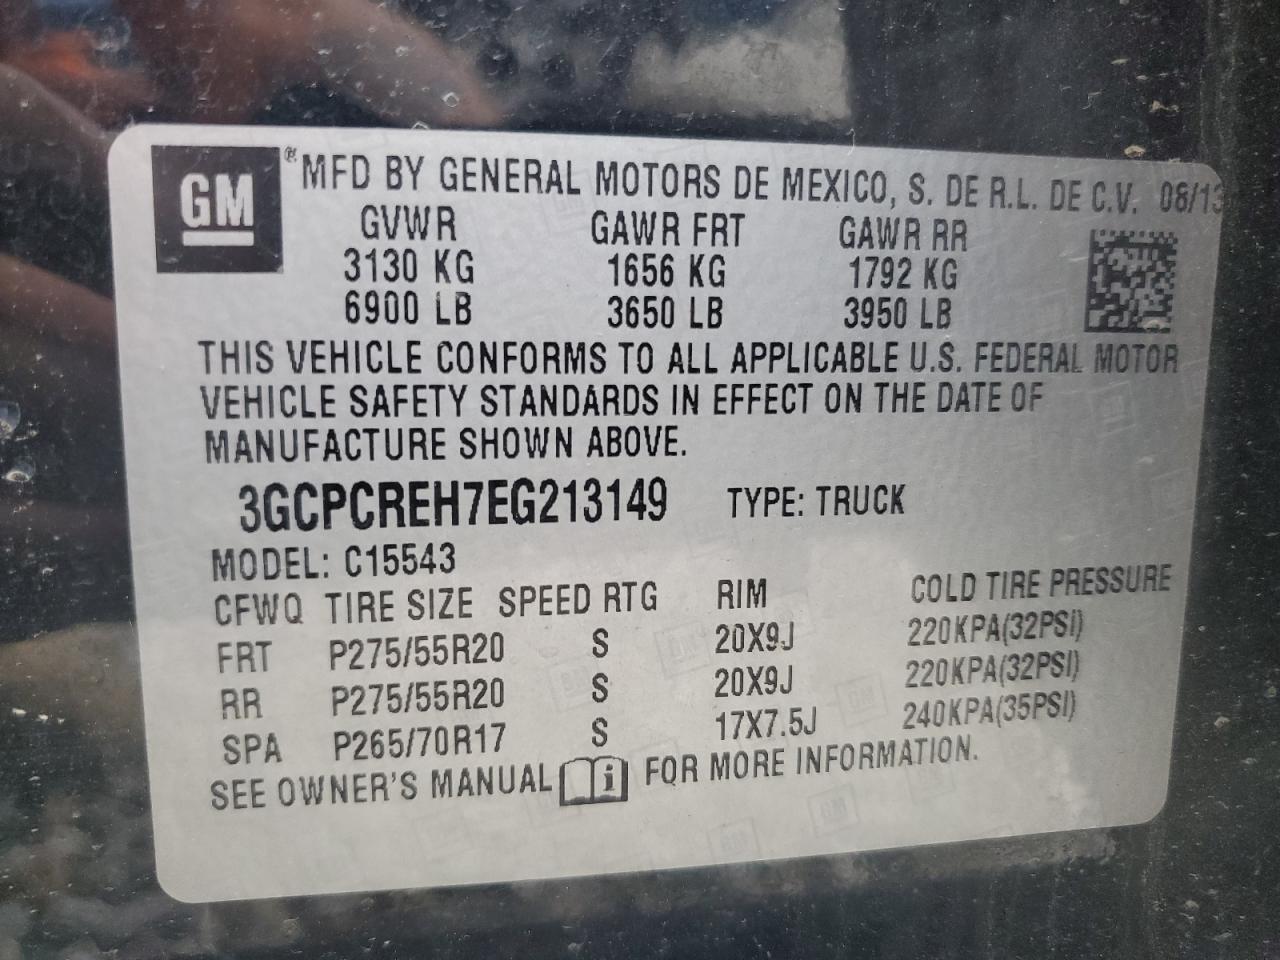 GM ® MFD BY GENERAL MOTORS DE MEXICO, S. DE R.L. DE C.V. 08/13
GVWR GAWR FRT GAWR RR
3130 KG 1656 KG 1792 KG
6900 LB 3650 LB 3950 LB
THIS VEHICLE CONFORMS TO ALL APPLICABLE U.S. FEDERAL MOTOR
VEHICLE SAFETY STANDARDS IN EFFECT ON THE DATE OF
MANUFACTURE SHOWN ABOVE.
3GCPCREH7EG213149 TYPE: TRUCK
MODEL: C15543
CFWQ TIRE SIZE SPEED RTG RIM COLD TIRE PRESSURE
FRT P275/55R20 S 20X9J 220KPA(32PSI)
RR P275/55R20 S 20X9J 220KPA(32PSI)
SPA P265/70R17 S 17X7.5J 240KPA(35PSI)
SEE OWNER'S MANUAL i FOR MORE INFORMATION.